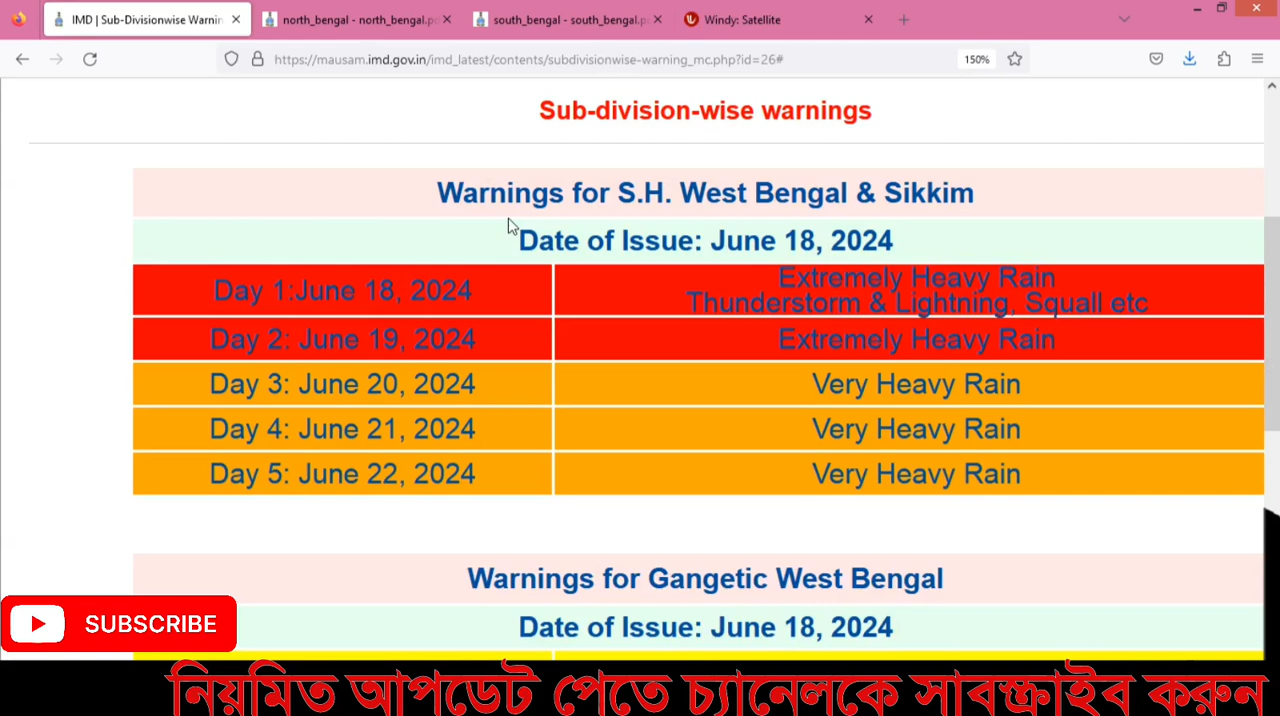 IMD | Sub-Divisionwise Warnin
north_bengal - north_bengal.p
south_bengal - south_bengal.p
Windy: Satellite
https://mausam.imd.gov.in/imd_latest/contents/subdivisionwise-warning_mc.php?id=26#
150%
Sub-division-wise warnings
Warnings for S.H. West Bengal & Sikkim
Date of Issue: June 18, 2024
Day 1:June 18, 2024
Extremely Heavy Rain
Thunderstorm & Lightning, Squall etc
Day 2: June 19, 2024
Extremely Heavy Rain
Day 3: June 20, 2024
Very Heavy Rain
Day 4: June 21, 2024
Very Heavy Rain
Day 5: June 22, 2024
Very Heavy Rain
Warnings for Gangetic West Bengal
Date of Issue: June 18, 2024
SUBSCRIBE
নিয়মিত আপডেট পেতে চ্যানেলকে সাবস্ক্রাইব করুন